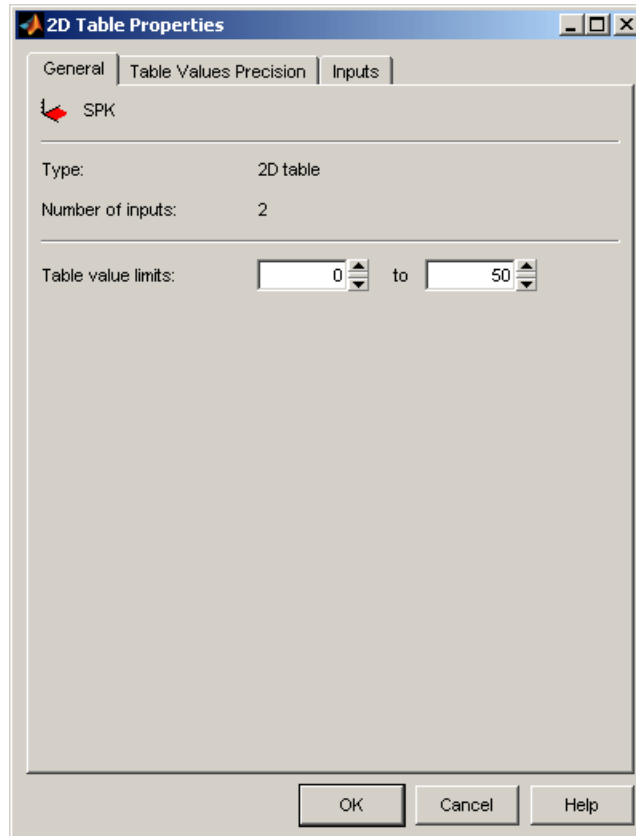 2D Table Properties
General Table Values Precision Inputs
SPK
Type: 2D table
Number of inputs: 2
Table value limits: 0 to 50
OK Cancel Help